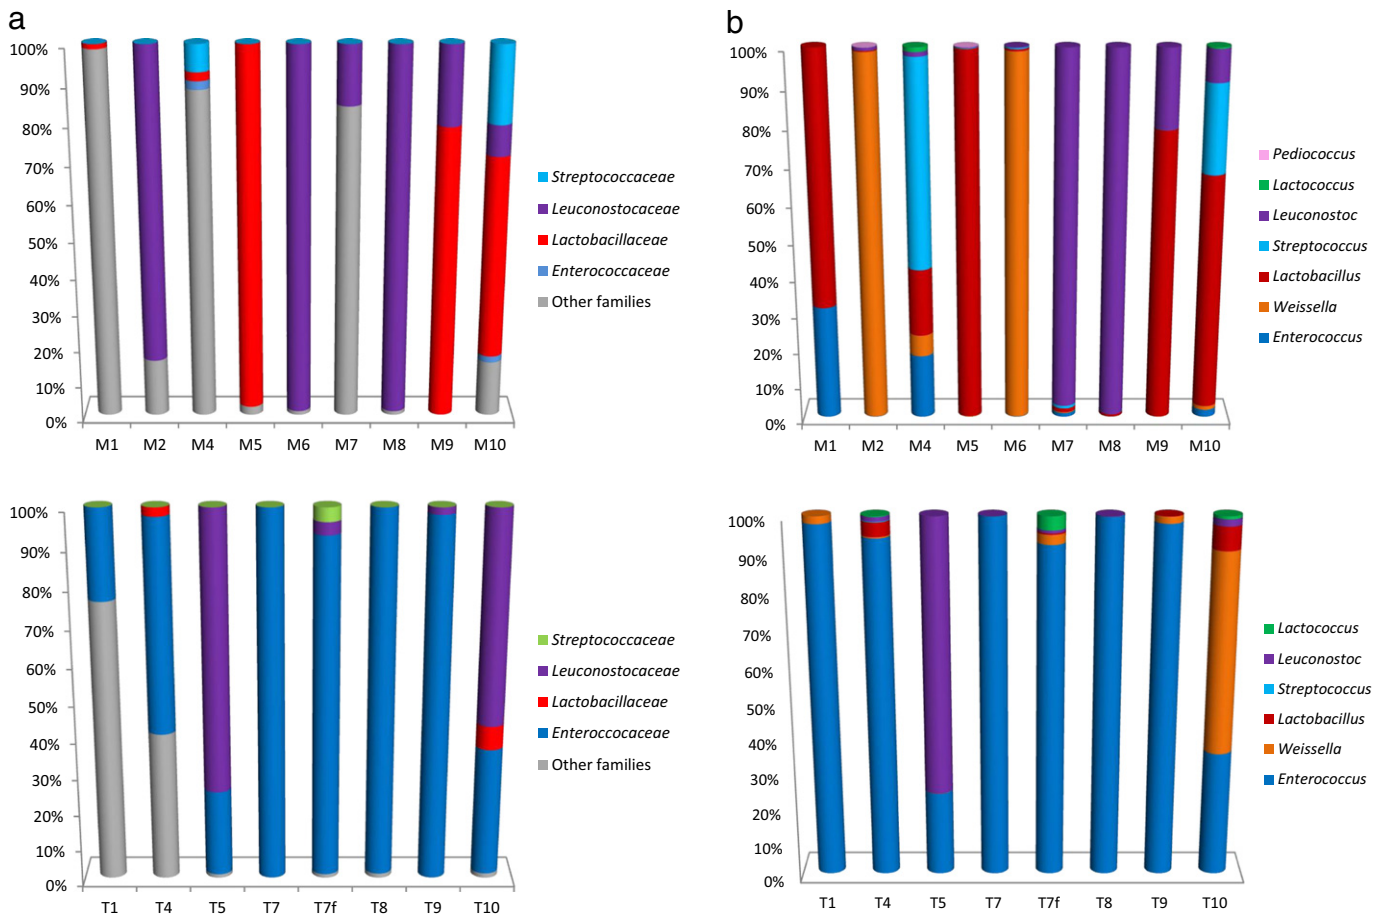 a
100%
90%
80%
70%
60%
50%
40%
30%
20%
10%
0%
M1 M2 M4 M5 M6 M7 M8 M9 M10
Streptococcaceae
Leuconostocaceae
Lactobacillaceae
Enterococcaceae
Other families
b
100%
90%
80%
70%
60%
50%
40%
30%
20%
10%
0%
M1 M2 M4 M5 M6 M7 M8 M9 M10
Pediococcus
Lactococcus
Leuconostoc
Streptococcus
Lactobacillus
Weissella
Enterococcus
100%
90%
80%
70%
60%
50%
40%
30%
20%
10%
0%
T1 T4 T5 T7 T7f T8 T9 T10
Streptococcaceae
Leuconostocaceae
Lactobacillaceae
Enteroccocaceae
Other families
100%
90%
80%
70%
60%
50%
40%
30%
20%
10%
0%
T1 T4 T5 T7 T7f T8 T9 T10
Lactococcus
Leuconostoc
Streptococcus
Lactobacillus
Weissella
Enterococcus